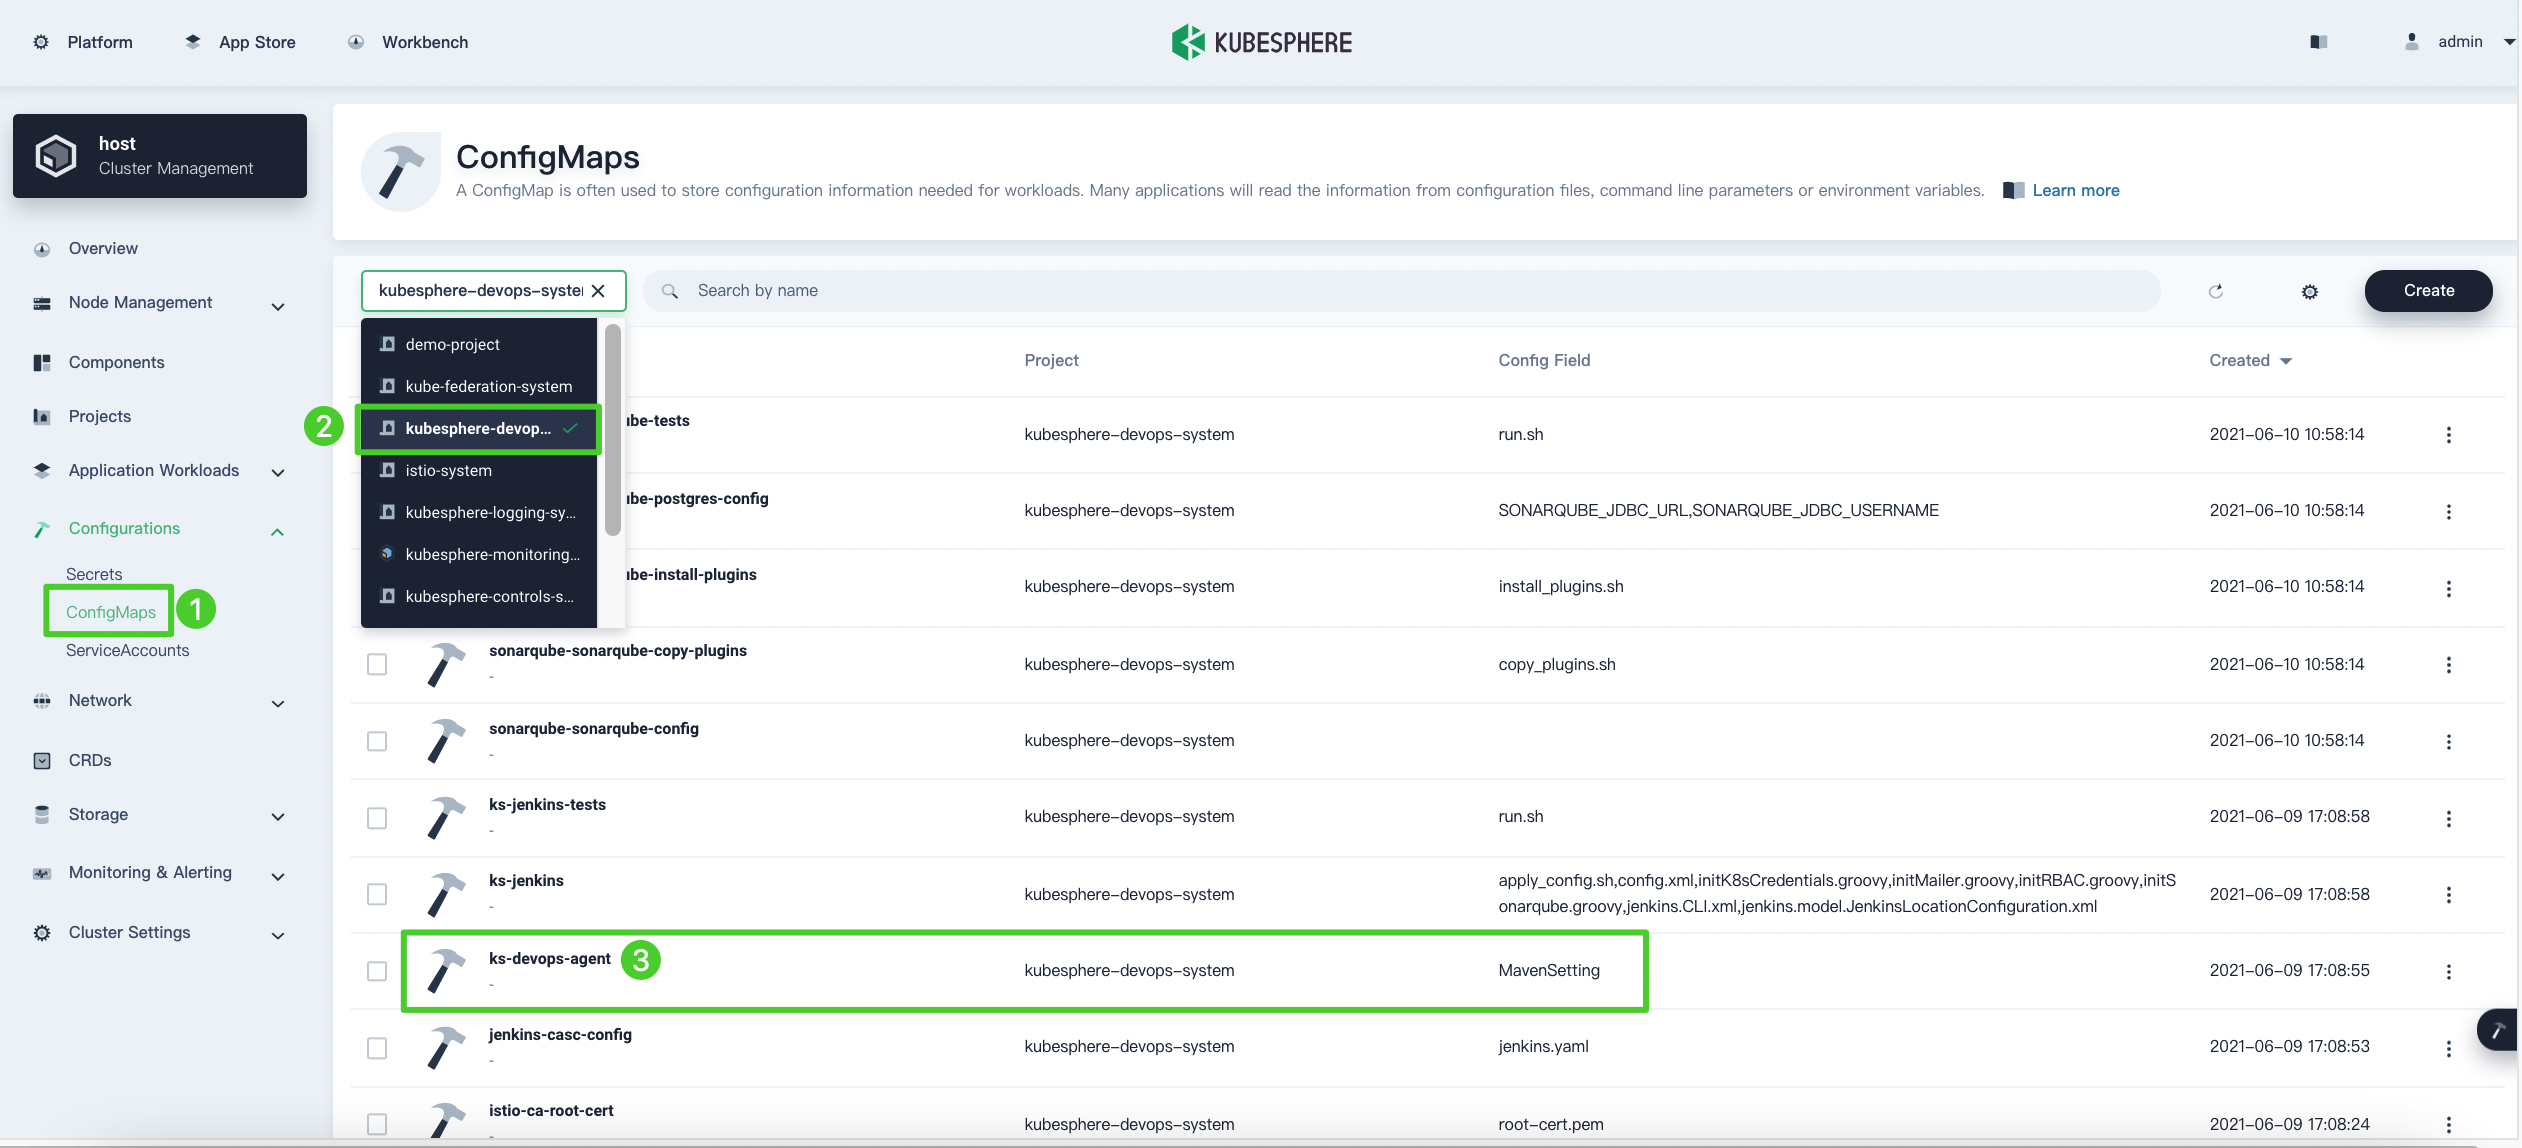 Platform
App Store
Workbench
KUBESPHERE
admin
host
Cluster Management
Overview
Node Management
Components
Projects
Application Workloads
Configurations
Secrets
ConfigMaps
1
ServiceAccounts
Network
CRDs
Storage
Monitoring & Alerting
Cluster Settings
ConfigMaps
A ConfigMap is often used to store configuration information needed for workloads. Many applications will read the information from configuration files, command line parameters or environment variables.
Learn more
kubesphere-devops-system
Search by name
Create
demo-project
kube-federation-system
2
kubesphere-devop...
istio-system
kubesphere-logging-sy...
kubesphere-monitoring...
kubesphere-controls-s...
Project Config Field Created
ube-tests
kubesphere-devops-system run.sh 2021-06-10 10:58:14
ube-postgres-config
kubesphere-devops-system SONARQUBE_JDBC_URL,SONARQUBE_JDBC_USERNAME 2021-06-10 10:58:14
ube-install-plugins
kubesphere-devops-system install_plugins.sh 2021-06-10 10:58:14
sonarqube-sonarqube-copy-plugins
-
kubesphere-devops-system copy_plugins.sh 2021-06-10 10:58:14
sonarqube-sonarqube-config
-
kubesphere-devops-system 2021-06-10 10:58:14
ks-jenkins-tests
-
kubesphere-devops-system run.sh 2021-06-09 17:08:58
ks-jenkins
-
kubesphere-devops-system
apply_config.sh,config.xml,initK8sCredentials.groovy,initMailer.groovy,initRBAC.groovy,initS
onarqube.groovy,jenkins.CLI.xml,jenkins.model.JenkinsLocationConfiguration.xml
2021-06-09 17:08:58
ks-devops-agent
3
-
kubesphere-devops-system MavenSetting 2021-06-09 17:08:55
jenkins-casc-config
-
kubesphere-devops-system jenkins.yaml 2021-06-09 17:08:53
istio-ca-root-cert
-
kubesphere-devops-system root-cert.pem 2021-06-09 17:08:24